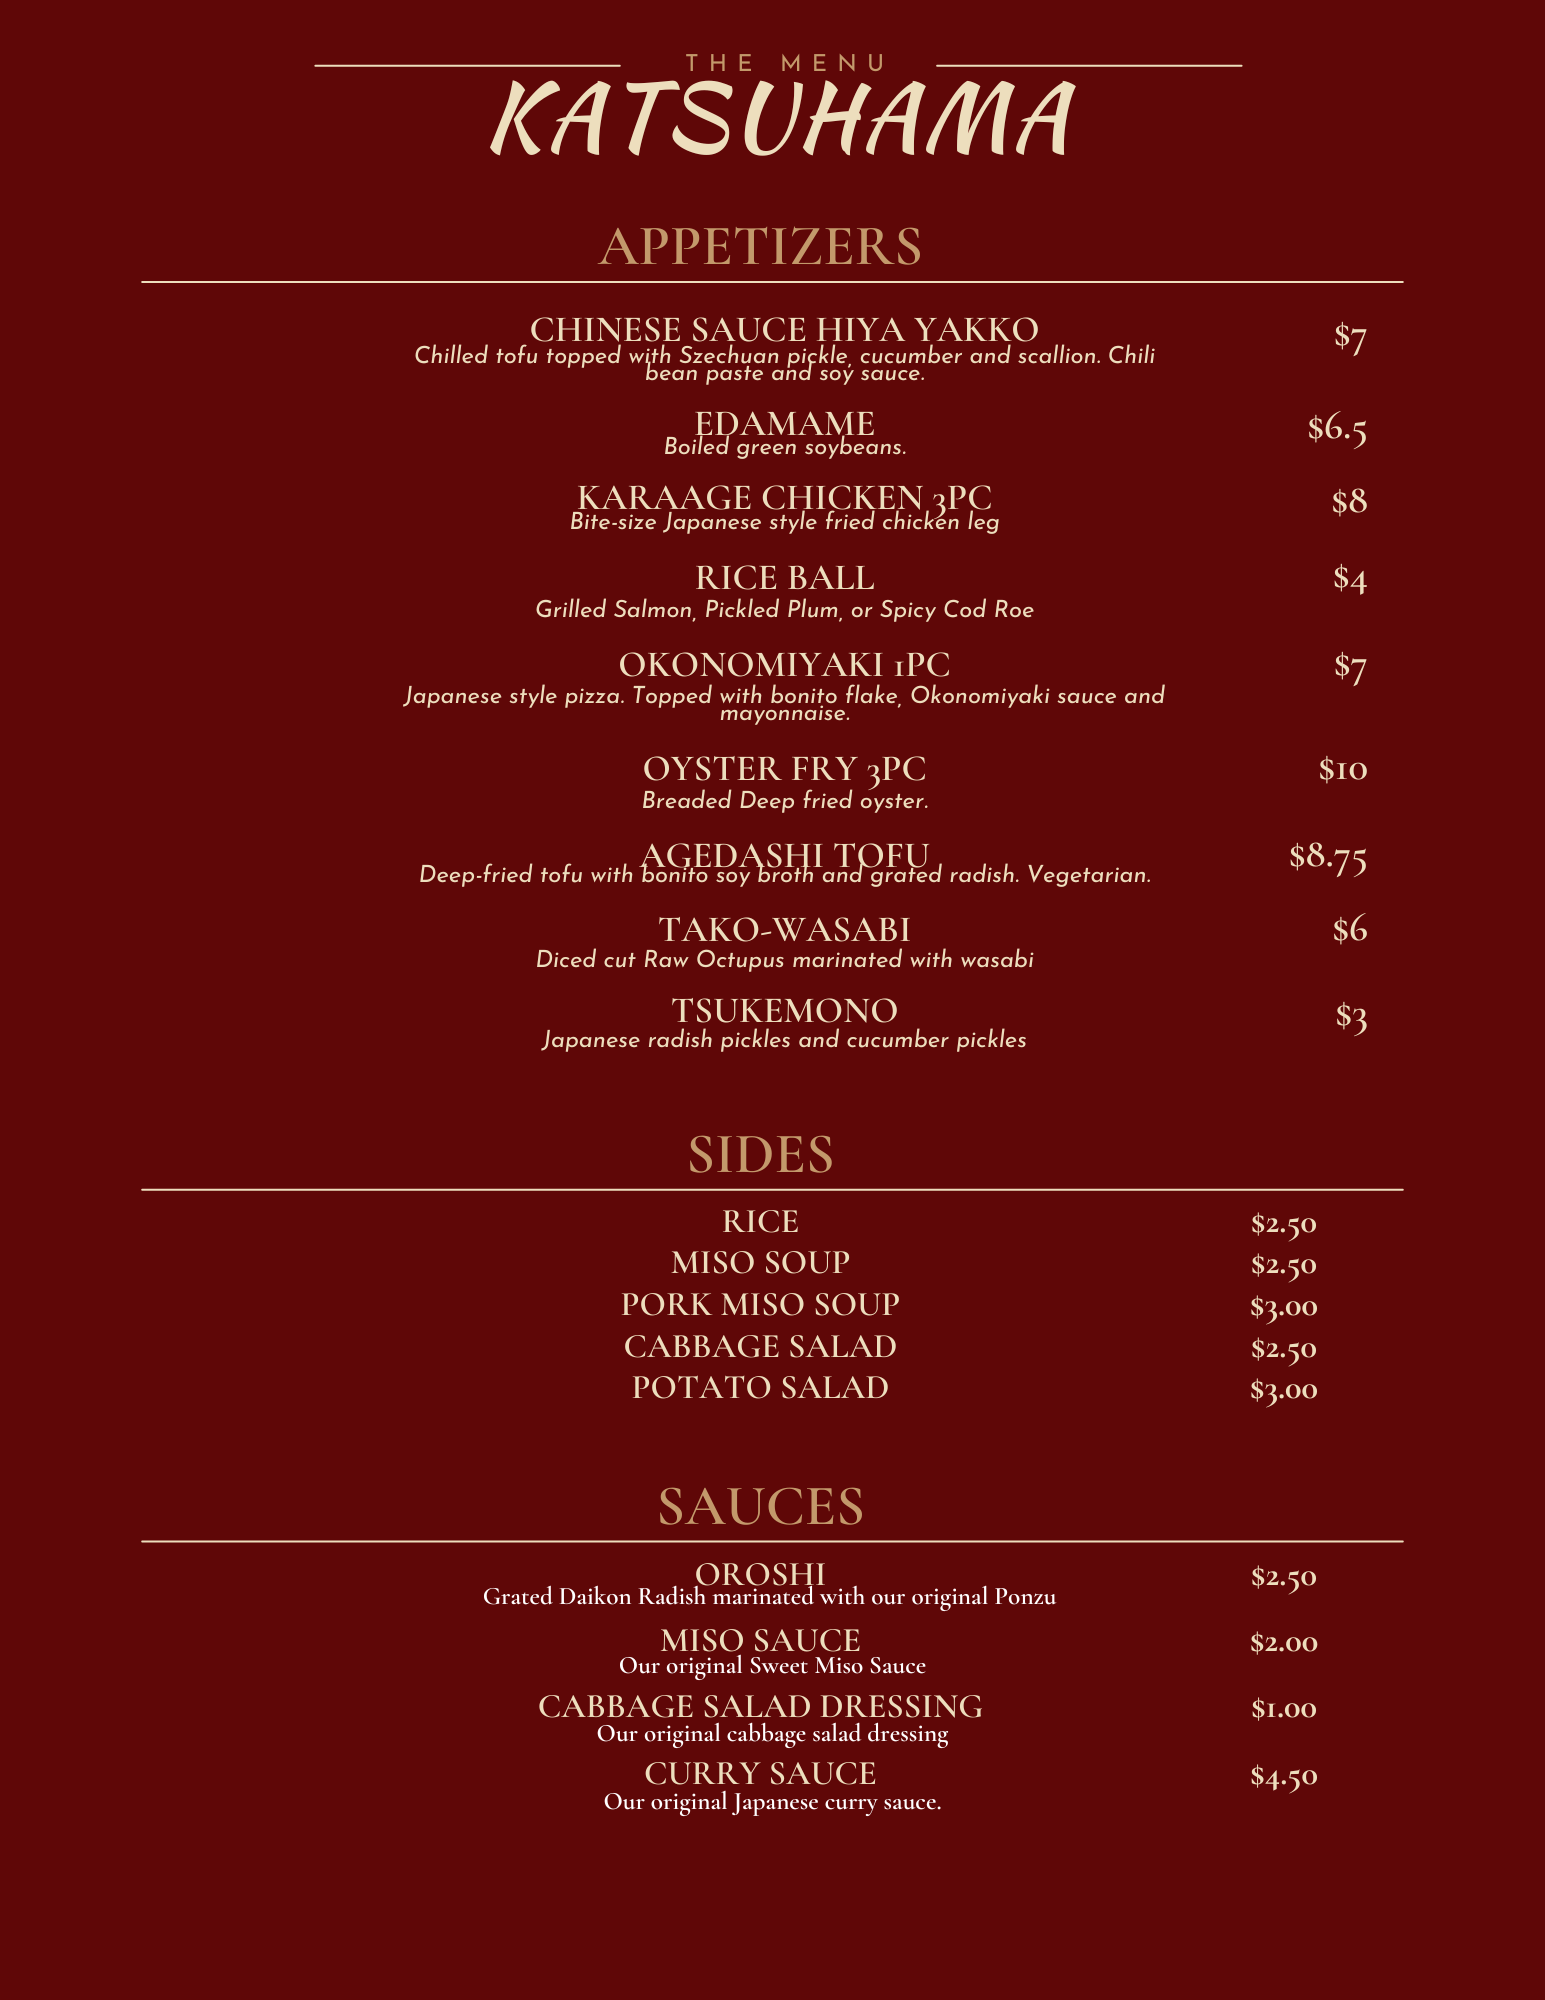 THE MENU
KATSUHAMA
APPETIZERS
CHINESE SAUCE HIYA YAKKO $7
Chilled tofu topped with Szechuan pickle, cucumber and scallion. Chili
bean paste and soy sauce.
EDAMAME $6.5
Boiled green soybeans.
KARAAGE CHICKEN 3PC $8
Bite-size Japanese style fried chicken leg
RICE BALL $4
Grilled Salmon, Pickled Plum, or Spicy Cod Roe
OKONOMIYAKI 1PC $7
Japanese style pizza. Topped with bonito flake, Okonomiyaki sauce and
mayonnaise.
OYSTER FRY 3PC $10
Breaded Deep fried oyster.
AGEDASHI TOFU $8.75
Deep-fried tofu with bonito soy broth and grated radish. Vegetarian.
TAKO-WASABI $6
Diced cut Raw Octupus marinated with wasabi
TSUKEMONO $3
Japanese radish pickles and cucumber pickles
SIDES
RICE $2.50
MISO SOUP $2.50
PORK MISO SOUP $3.00
CABBAGE SALAD $2.50
POTATO SALAD $3.00
SAUCES
OROSHI $2.50
Grated Daikon Radish marinated with our original Ponzu
MISO SAUCE $2.00
Our original Sweet Miso Sauce
CABBAGE SALAD DRESSING $1.00
Our original cabbage salad dressing
CURRY SAUCE $4.50
Our original Japanese curry sauce.